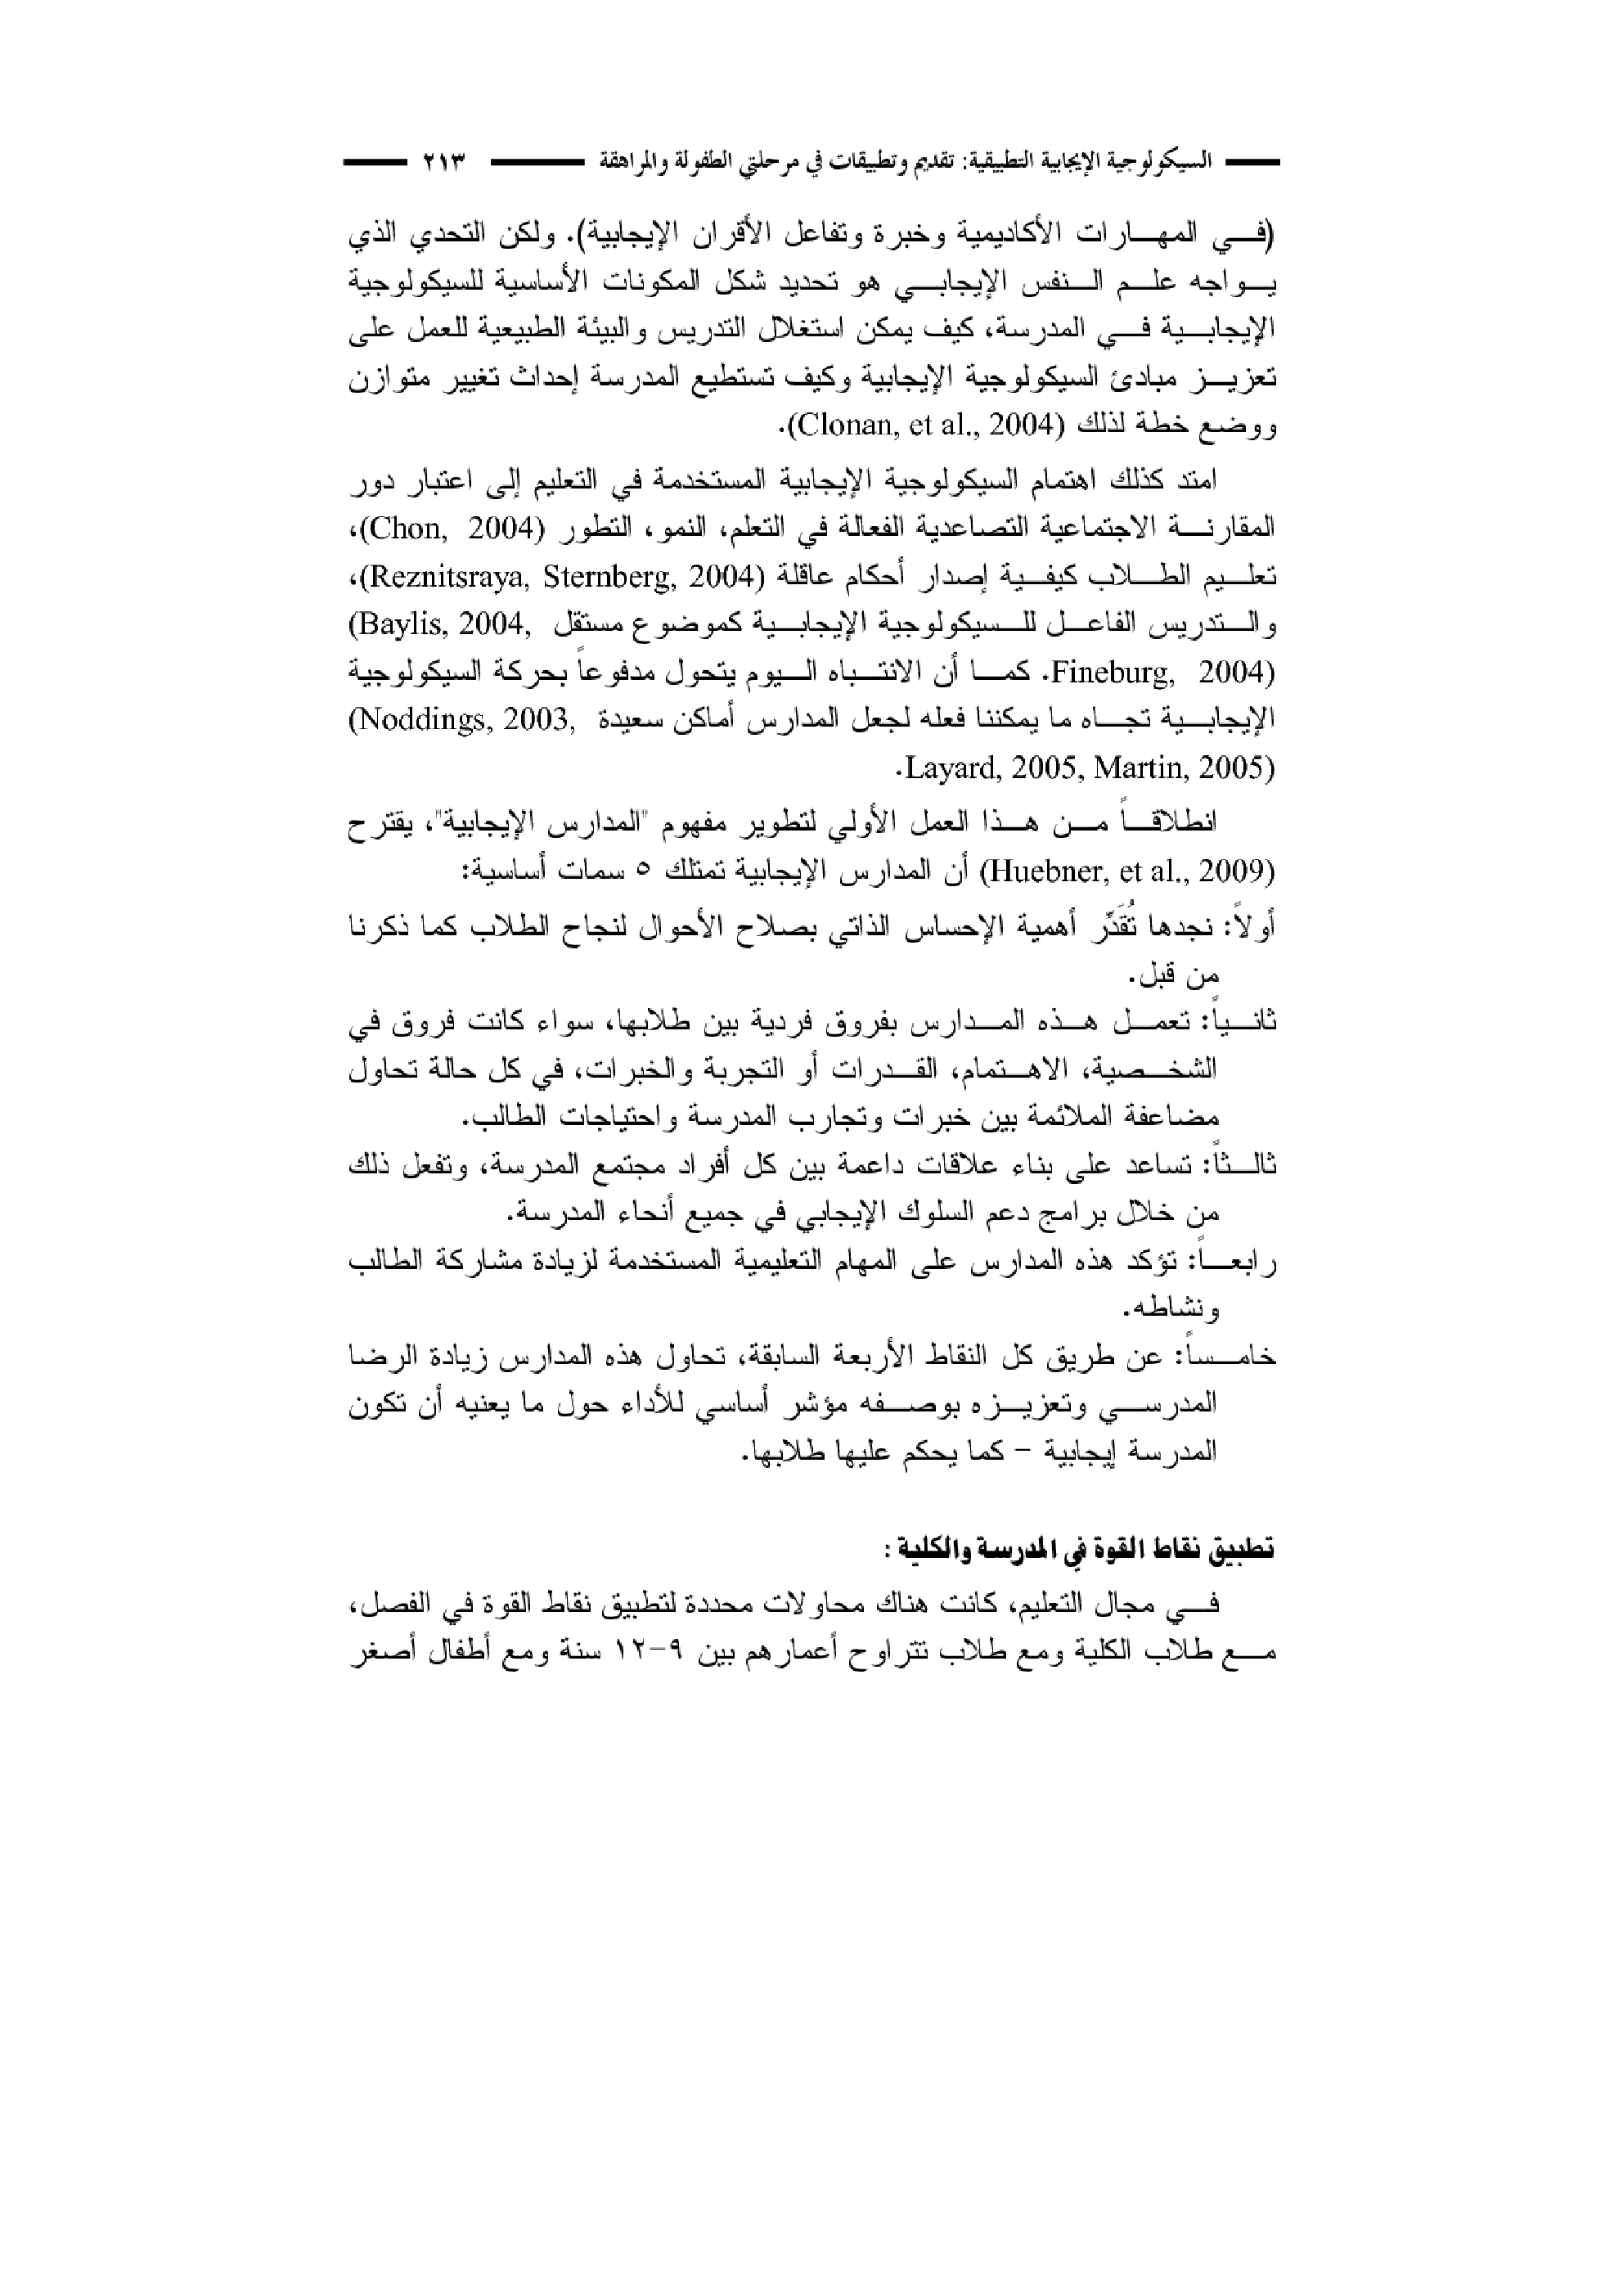 السيكولوجية الإيجابية التطبيقية: تقديم وتطبيقات في مرحلتي الطفولة والمراهقة ٢١٣
(في المهارات الأكاديمية وخبرة وتفاعل الأقران الإيجابية). ولكن التحدي الذي
يواجه علم النفس الإيجابي هو تحديد شكل المكونات الأساسية للسيكولوجية
الإيجابية في المدرسة، كيف يمكن استغلال التدريس والبيئة الطبيعية للعمل على
تعزيز مبادئ السيكولوجية الإيجابية وكيف تستطيع المدرسة إحداث تغيير متوازن
ووضع خطة لذلك (Clonan, et al., 2004).
امتد كذلك اهتمام السيكولوجية الإيجابية المستخدمة في التعليم إلى اعتبار دور
المقارنة الاجتماعية التصاعدية الفعالة في التعلم، النمو، التطور (Chon, 2004)،
تعليم الطلاب كيفية إصدار أحكام عاقلة (Reznitsraya, Sternberg, 2004)،
والتدريس الفاعل للسيكولوجية الإيجابية كموضوع مستقل (Baylis, 2004,
Fineburg, 2004). كما أن الانتباه اليوم يتحول مدفوعاً بحركة السيكولوجية
الإيجابية تجاه ما يمكننا فعله لجعل المدارس أماكن سعيدة (Noddings, 2003,
Layard, 2005, Martin, 2005).
انطلاقاً من هذا العمل الأولي لتطوير مفهوم "المدارس الإيجابية"، يقترح
(Huebner, et al., 2009) أن المدارس الإيجابية تمتلك ٥ سمات أساسية:
أولاً: نجدها تُقَدِّر أهمية الإحساس الذاتي بصلاح الأحوال لنجاح الطلاب كما ذكرنا
من قبل.
ثانياً: تعمل هذه المدارس بفروق فردية بين طلابها، سواء كانت فروق في
الشخصية، الاهتمام، القدرات أو التجربة والخبرات، في كل حالة تحاول
مضاعفة الملائمة بين خبرات وتجارب المدرسة واحتياجات الطالب.
ثالثاً: تساعد على بناء علاقات داعمة بين كل أفراد مجتمع المدرسة، وتفعل ذلك
من خلال برامج دعم السلوك الإيجابي في جميع أنحاء المدرسة.
رابعاً: تؤكد هذه المدارس على المهام التعليمية المستخدمة لزيادة مشاركة الطالب
ونشاطه.
خامساً: عن طريق كل النقاط الأربعة السابقة، تحاول هذه المدارس زيادة الرضا
المدرسي وتعزيزه بوصفه مؤشر أساسي للأداء حول ما يعنيه أن تكون
المدرسة إيجابية – كما يحكم عليها طلابها.
تطبيق نقاط القوة في المدرسة والكلية :
في مجال التعليم، كانت هناك محاولات محددة لتطبيق نقاط القوة في الفصل،
مع طلاب الكلية ومع طلاب تتراوح أعمارهم بين ٩-١٢ سنة ومع أطفال أصغر